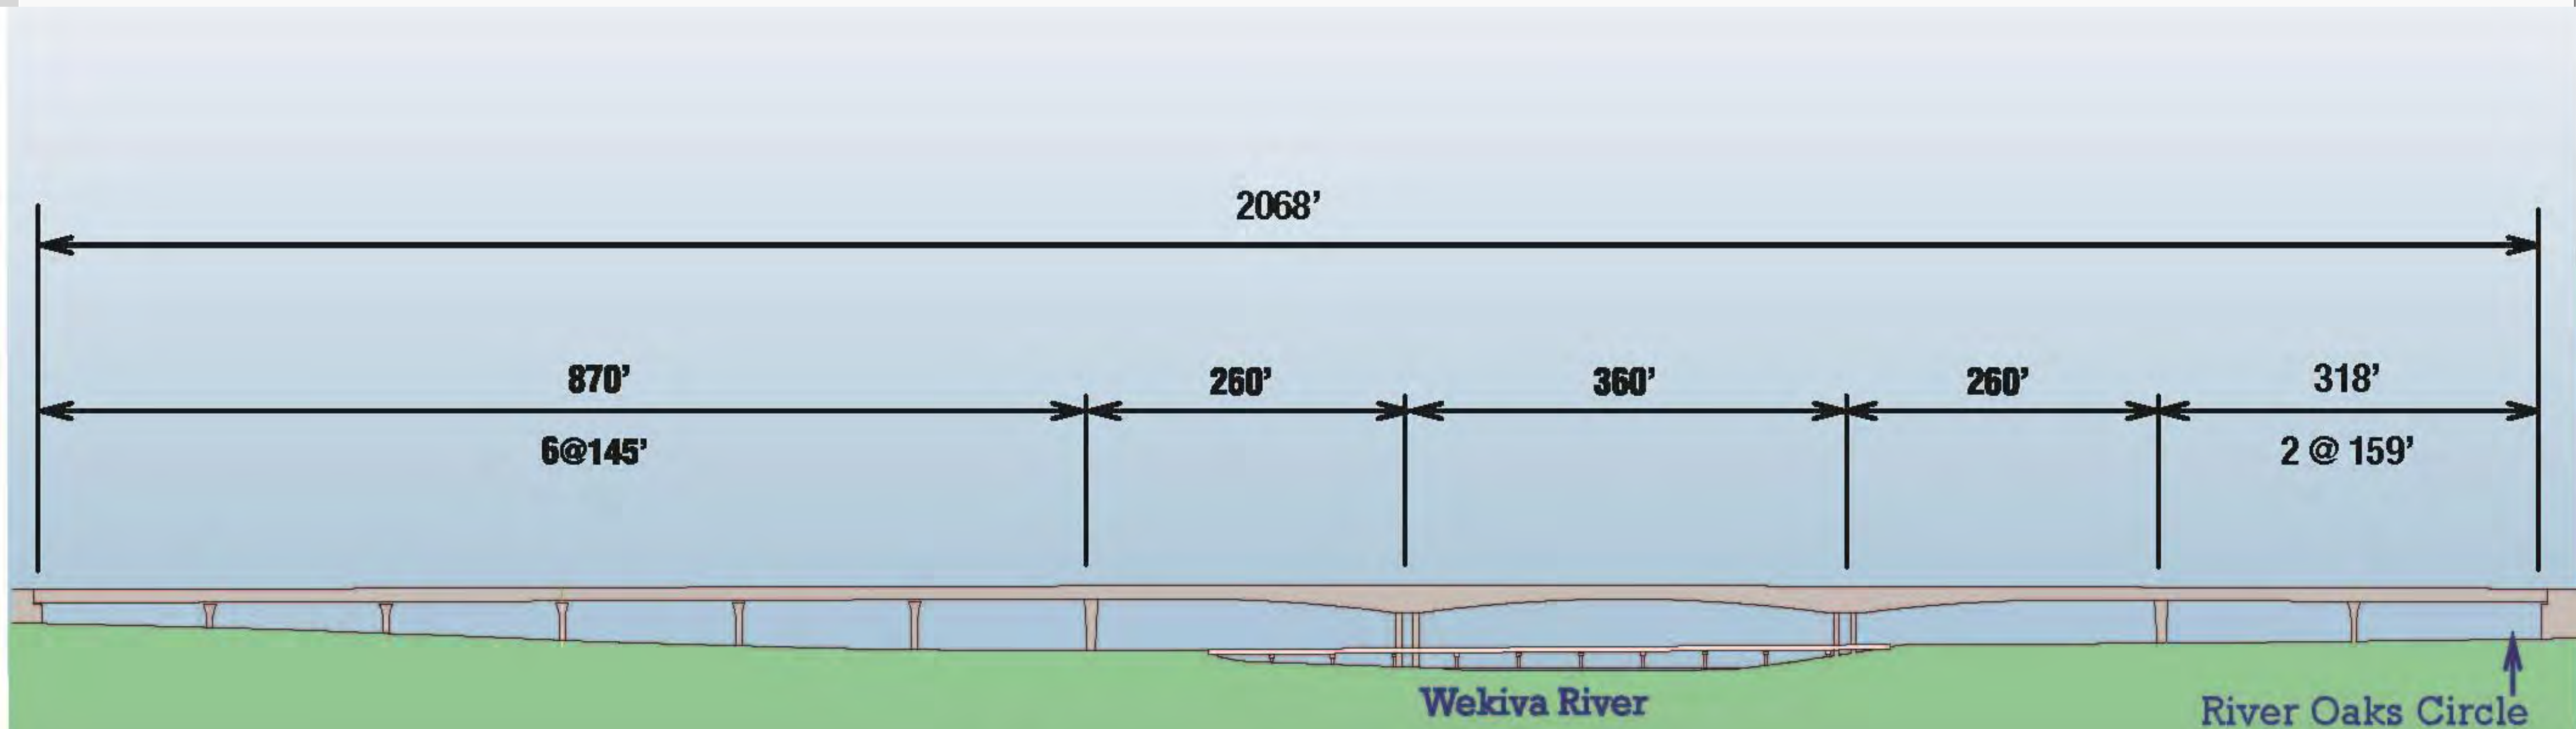 2068’
870’
260’
360’
260’
318’
6@145’
2 @ 159’
Wekiva River
River Oaks Circle